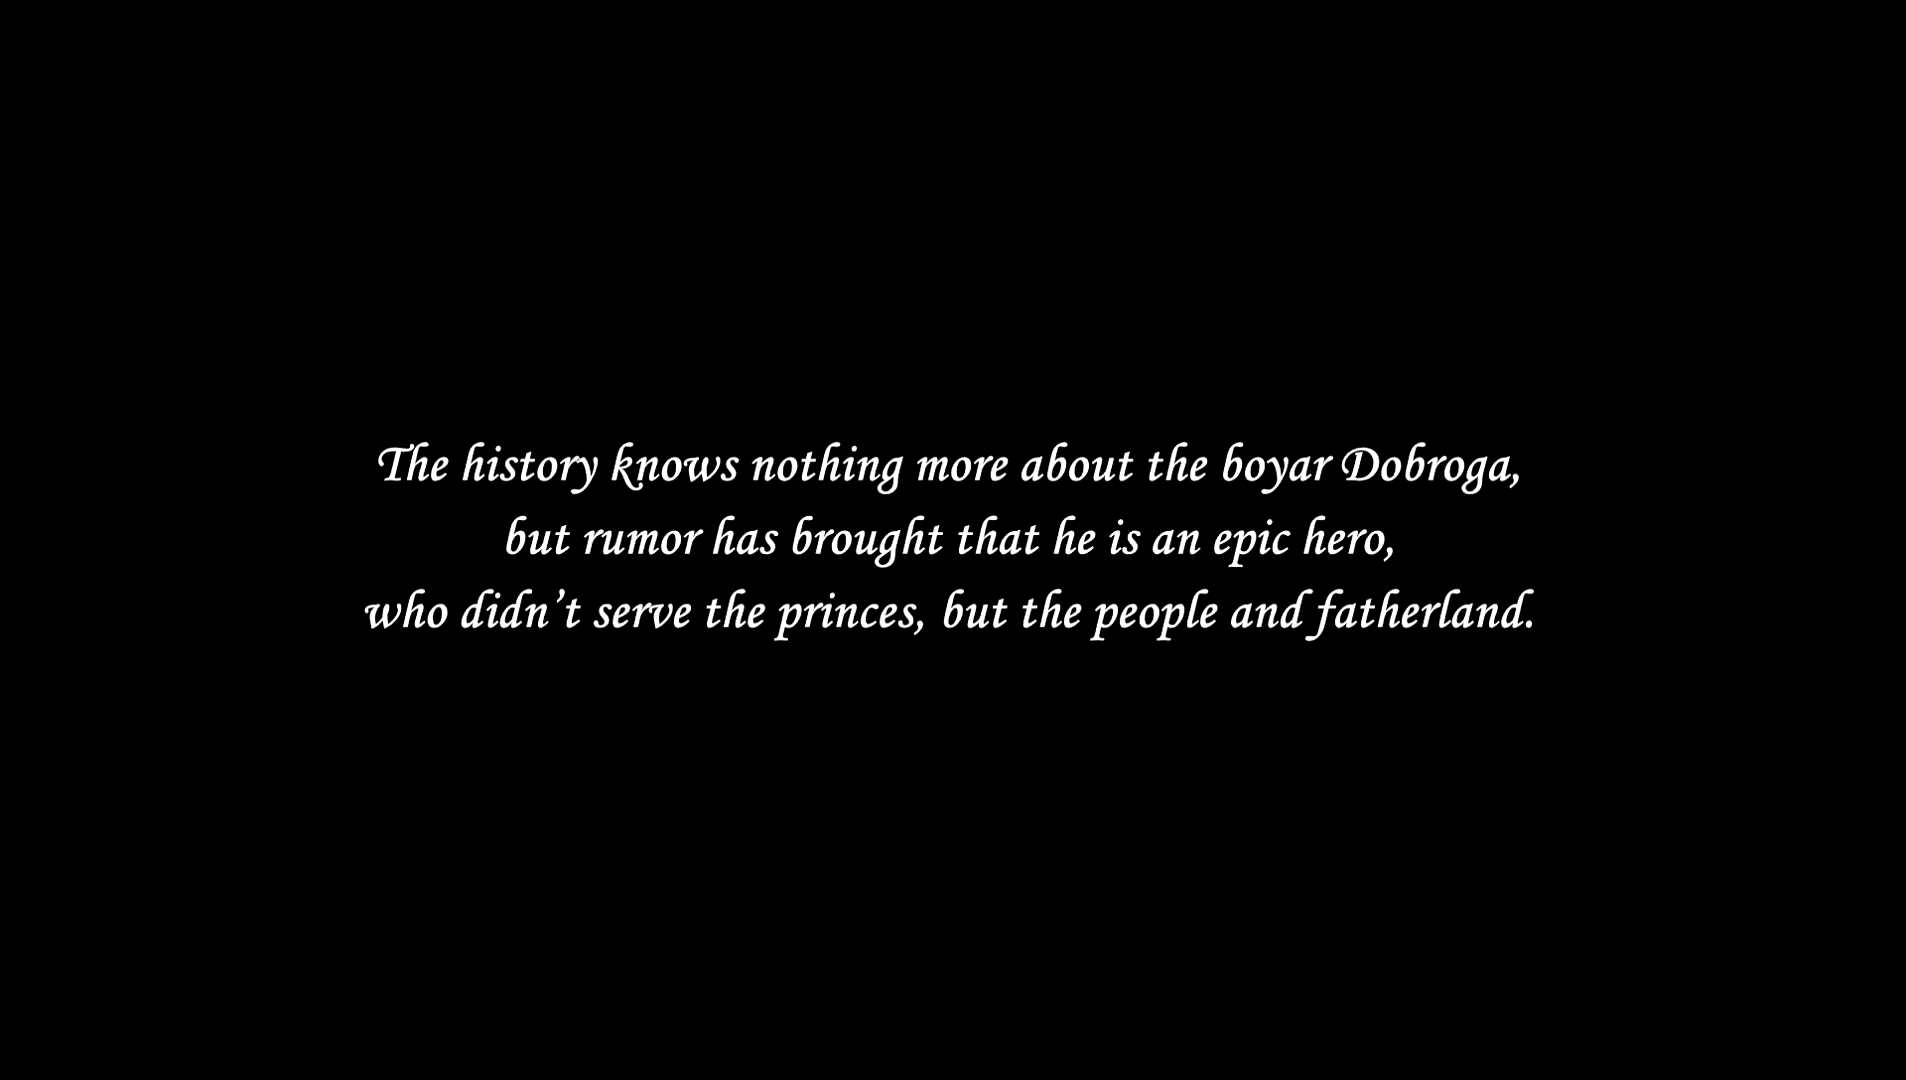 The history knows nothing more about the boyar Dobroga,
but rumor has brought that he is an epic hero,
who didn’t serve the princes, but the people and fatherland.